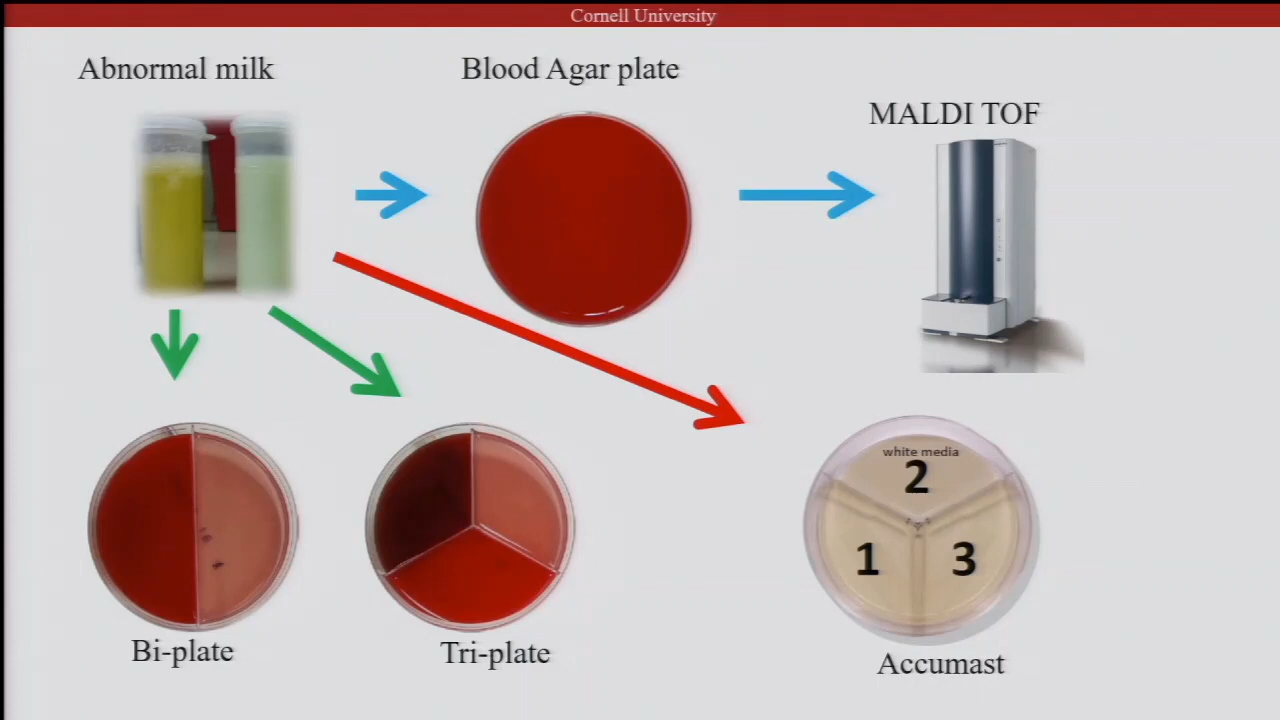 Cornell University
Abnormal milk
Blood Agar plate
MALDI TOF
white media
2
1
3
Bi-plate
Tri-plate
Accumast